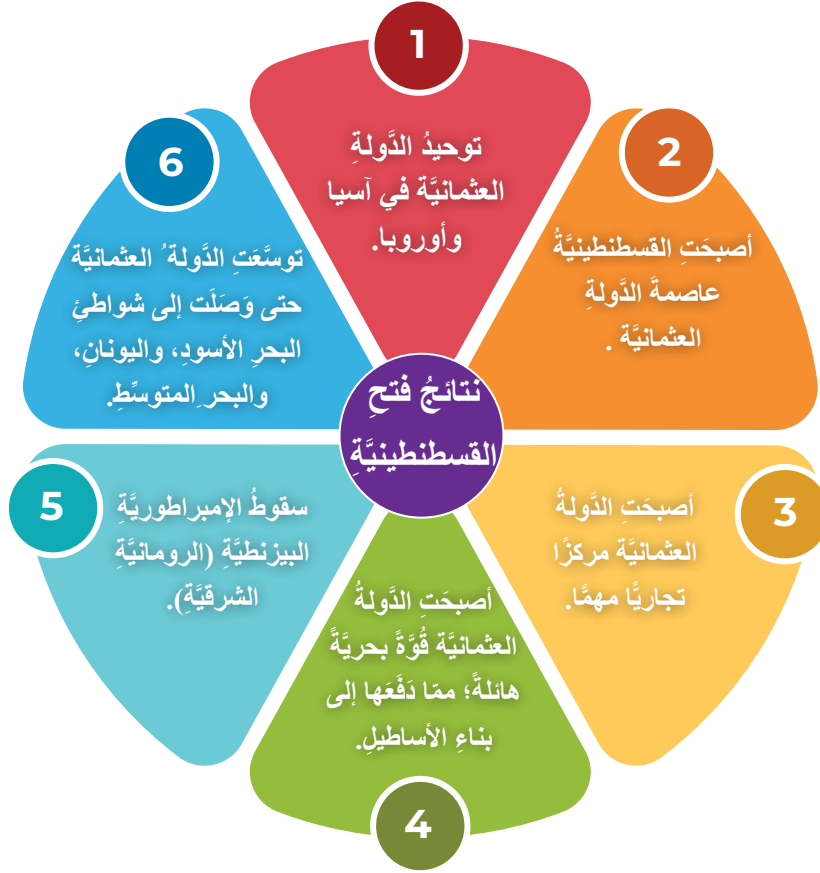 نتائجُ فتحِ
القسطنطينيَّةِ
1
توحيدُ الدَّولةِ
العثمانيَّة في آسيا
وأوروبا.
2
أصبحَتِ القسطنطينيَّةُ
عاصمةَ الدَّولةِ
العثمانيَّة .
3
أصبحَتِ الدَّولةُ
العثمانيَّة مركزًا
تجاريًّا مهمًّا.
4
أصبحَتِ الدَّولةُ
العثمانيَّة قُوَّةً بحريَّةً
هائلةً؛ ممّا دَفَعَها إلى
بناءِ الأساطيلِ.
5
سقوطُ الإمبراطوريَّةِ
البيزنطيَّةِ (الرومانيَّةِ
الشرقيَّةِ).
6
توسَّعَتِ الدَّولة ُ العثمانيَّة
حتى وَصَلَت إلى شواطئِ
البحرِ الأسودِ، واليونانِ،
والبحر ِالمتوسِّطِ.